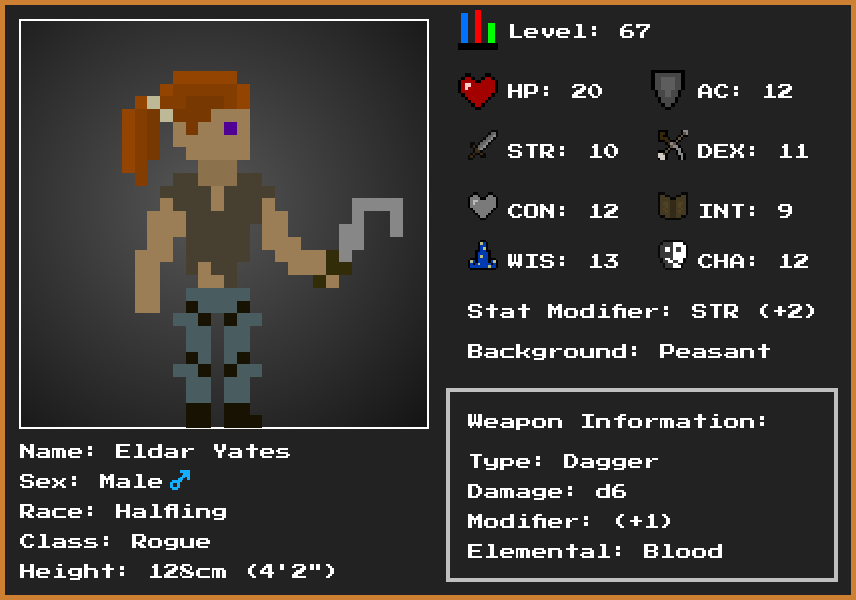 Level: 67
HP: 20
AC: 12
STR: 10
DEX: 11
CON: 12
INT: 9
WIS: 13
CHA: 12
Stat Modifier: STR (+2)
Background: Peasant
Weapon Information:
Type: Dagger
Damage: d6
Modifier: (+1)
Elemental: Blood
Name: Eldar Yates
Sex: Male ♂
Race: Halfling
Class: Rogue
Height: 128cm (4'2")